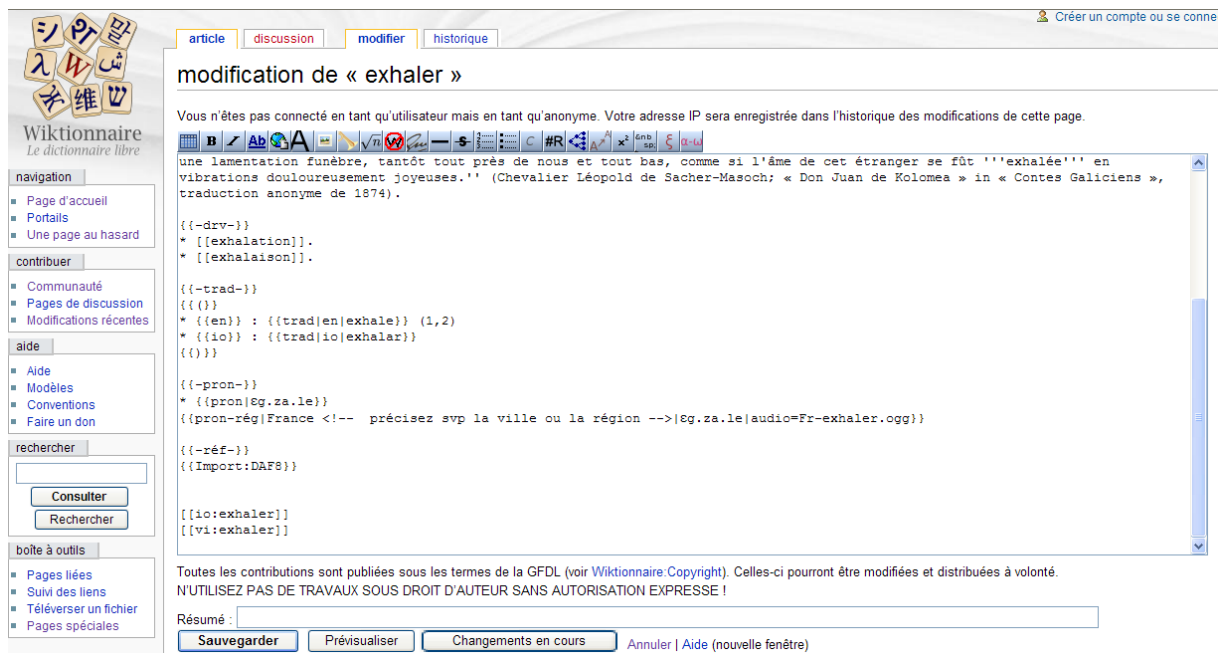 Créer un compte ou se conne
article discussion modifier historique
modification de « exhaler »
Vous n'êtes pas connecté en tant qu'utilisateur mais en tant qu'anonyme. Votre adresse IP sera enregistrée dans l'historique des modifications de cette page.
Wiktionnaire
Le dictionnaire libre
navigation
Page d'accueil
Portails
Une page au hasard
contribuer
Communauté
Pages de discussion
Modifications récentes
aide
Aide
Modèles
Conventions
Faire un don
rechercher
Consulter
Rechercher
boîte à outils
Pages liées
Suivi des liens
Téléverser un fichier
Pages spéciales
une lamentation funèbre, tantôt tout près de nous et tout bas, comme si l'âme de cet étranger se fût '''exhalée''' en
vibrations douloureusement joyeuses.'' (Chevalier Léopold de Sacher-Masoch; « Don Juan de Kolomea » in « Contes Galiciens »,
traduction anonyme de 1874).
{{-drv-}}
* [[exhalation]].
* [[exhalaison]].
{{-trad-}}
{{(}}
* {{en}} : {{trad|en|exhale}} (1,2)
* {{io}} : {{trad|io|exhalar}}
{{)}}
{{-pron-}}
* {{pron|ɛg.za.le}}
{{pron-rég|France <!--  précisez svp la ville ou la région -->|ɛg.za.le|audio=Fr-exhaler.ogg}}
{{-réf-}}
{{Import:DAF8}}
[[io:exhaler]]
[[vi:exhaler]]
Toutes les contributions sont publiées sous les termes de la GFDL (voir Wiktionnaire:Copyright). Celles-ci pourront être modifiées et distribuées à volonté.
N'UTILISEZ PAS DE TRAVAUX SOUS DROIT D'AUTEUR SANS AUTORISATION EXPRESSE !
Résumé :
Sauvegarder Prévisualiser Changements en cours Annuler | Aide (nouvelle fenêtre)